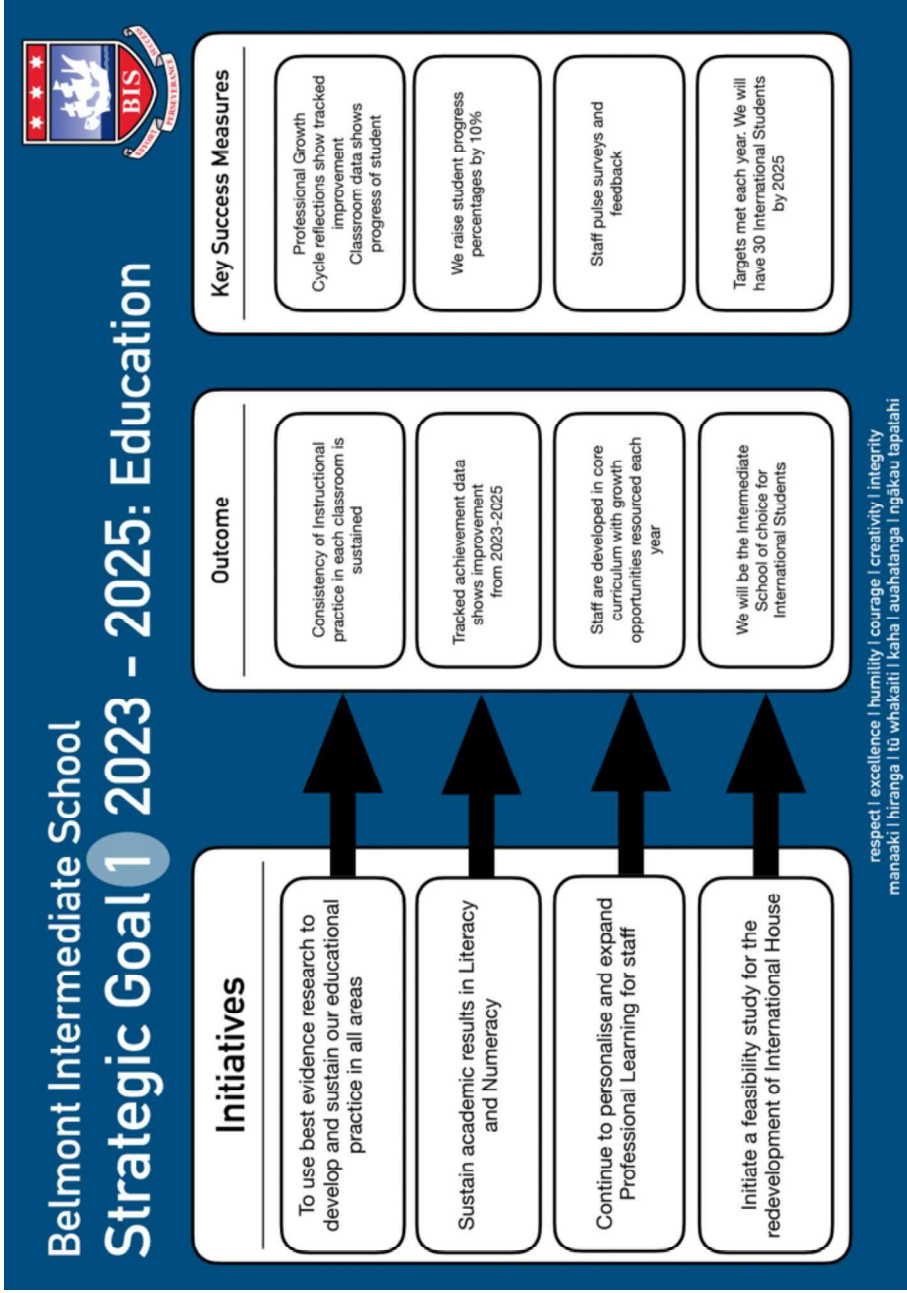 Belmont Intermediate School
Strategic Goal 1 2023 - 2025: Education
BIS
EFFORT
PERSEVERANCE
SUCCESS
Initiatives
To use best evidence research to
develop and sustain our educational
practice in all areas
Sustain academic results in Literacy
and Numeracy
Continue to personalise and expand
Professional Learning for staff
Initiate a feasibility study for the
redevelopment of International House
Outcome
Consistency of Instructional
practice in each classroom is
sustained
Tracked achievement data
shows improvement
from 2023-2025
Staff are developed in core
curriculum with growth
opportunities resourced each
year
We will be the Intermediate
School of choice for
International Students
Key Success Measures
Professional Growth
Cycle reflections show tracked
improvement
Classroom data shows
progress of student
We raise student progress
percentages by 10%
Staff pulse surveys and
feedback
Targets met each year. We will
have 30 International Students
by 2025
respect I excellence I humility I courage I creativity I integrity
manaaki I hiranga I tū whakaiti I kaha I auahatanga I ngākau tapatahi